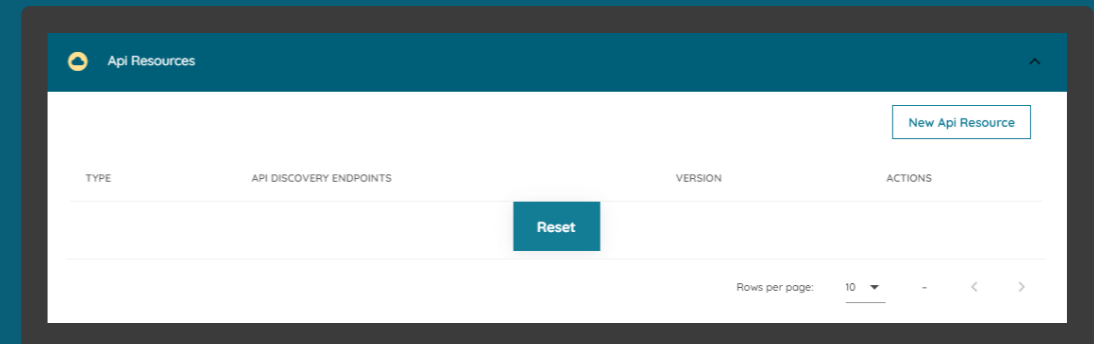 Api Resources
New Api Resource
TYPE API DISCOVERY ENDPOINTS VERSION ACTIONS
Reset
Rows per page: 10 –